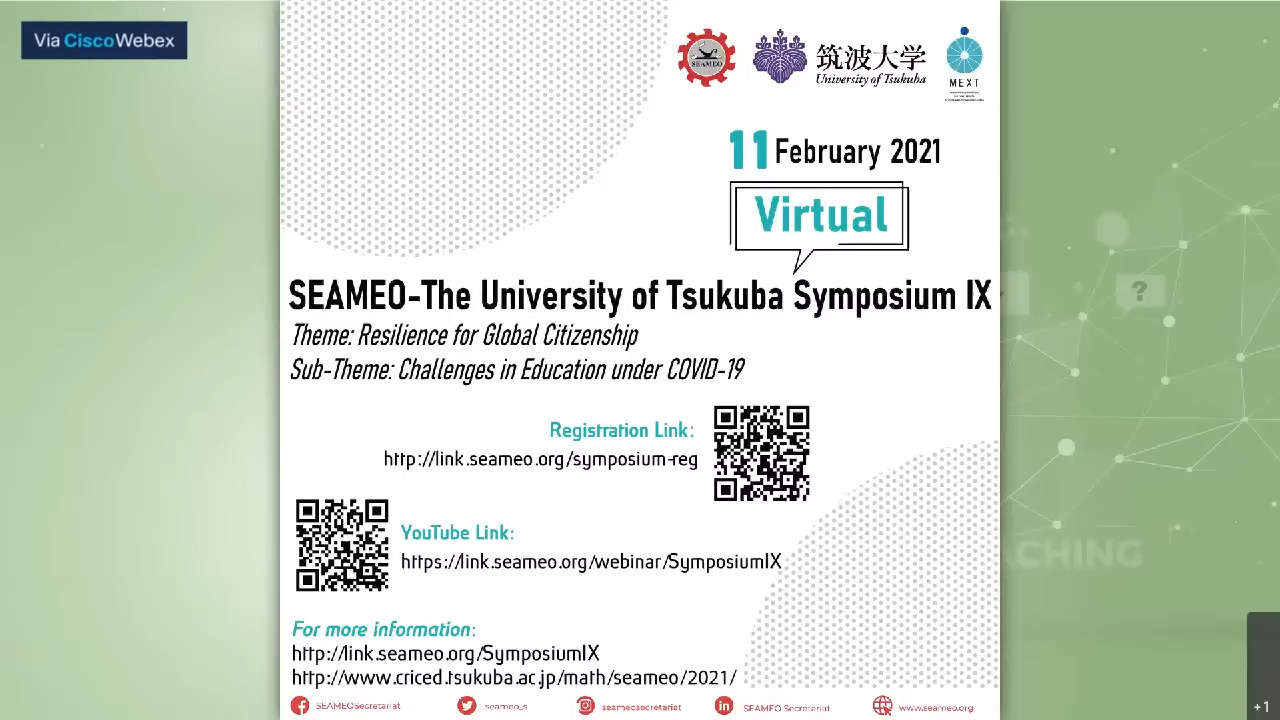 Via CiscoWebex
SEAMEO
筑波大学
University of Tsukuba
MEXT
11 February 2021
Virtual
SEAMEO-The University of Tsukuba Symposium IX
Theme: Resilience for Global Citizenship
Sub-Theme: Challenges in Education under COVID-19
?
Registration Link:
http://link.seameo.org/symposium-reg
YouTube Link:
https://link.seameo.org/webinar/SymposiumIX
ACHING
For more information:
http://link.seameo.org/SymposiumIX
http://www.criced.tsukuba.ac.jp/math/seameo/2021/
SEAMEOSecretariat
seameo_s
seameosecretariat
SEAMEO Secretariat
www.seameo.org
+1